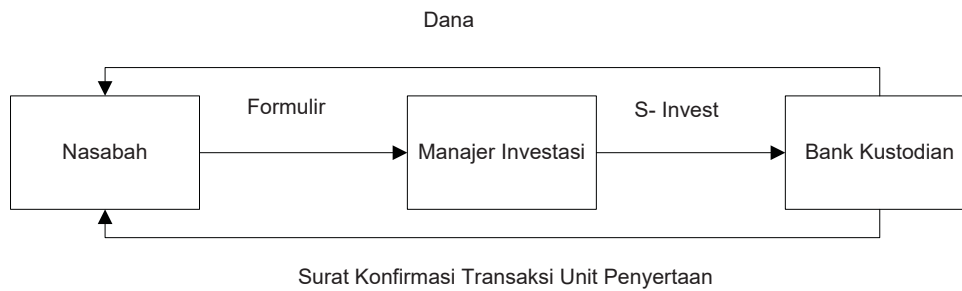 Dana
Formulir
S- Invest
Nasabah
Manajer Investasi
Bank Kustodian
Surat Konfirmasi Transaksi Unit Penyertaan